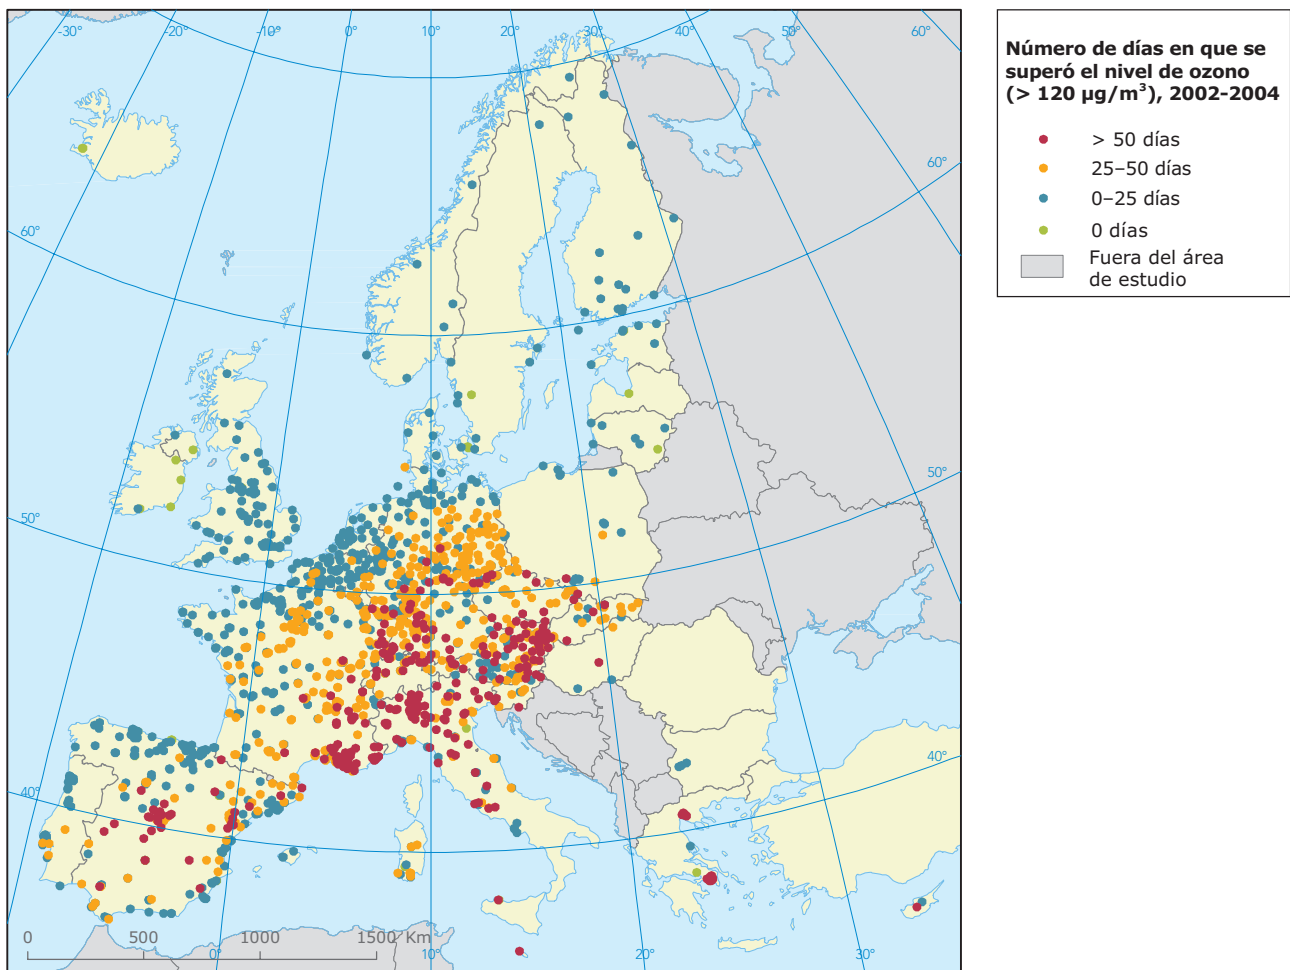 -30°
-20°
-10°
0°
10°
20°
30°
40°
50°
60°
60°
60°
50°
50°
40°
40°
0
500
1000
1500 Km
0°
10°
20°
30°
Número de días en que se
superó el nivel de ozono
(> 120 µg/m³), 2002-2004
> 50 días
25–50 días
0–25 días
0 días
Fuera del área
de estudio